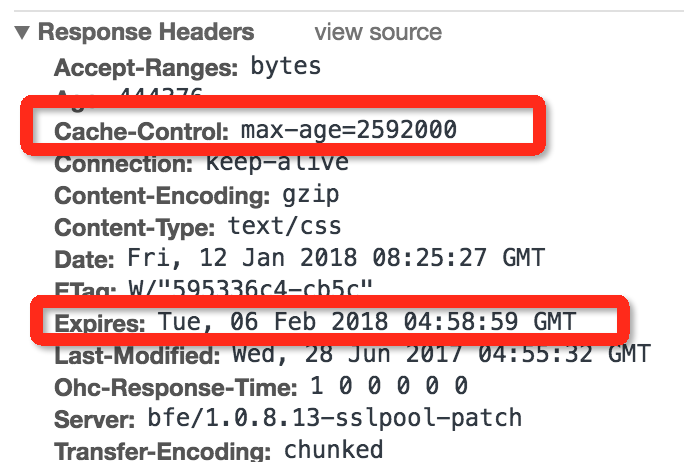 ▼ Response Headers view source
Accept-Ranges: bytes
Age: 444376
Cache-Control: max-age=2592000
Connection: keep-alive
Content-Encoding: gzip
Content-Type: text/css
Date: Fri, 12 Jan 2018 08:25:27 GMT
ETag: W/"595336c4-cb5c"
Expires: Tue, 06 Feb 2018 04:58:59 GMT
Last-Modified: Wed, 28 Jun 2017 04:55:32 GMT
Ohc-Response-Time: 1 0 0 0 0 0
Server: bfe/1.0.8.13-sslpool-patch
Transfer-Encoding: chunked